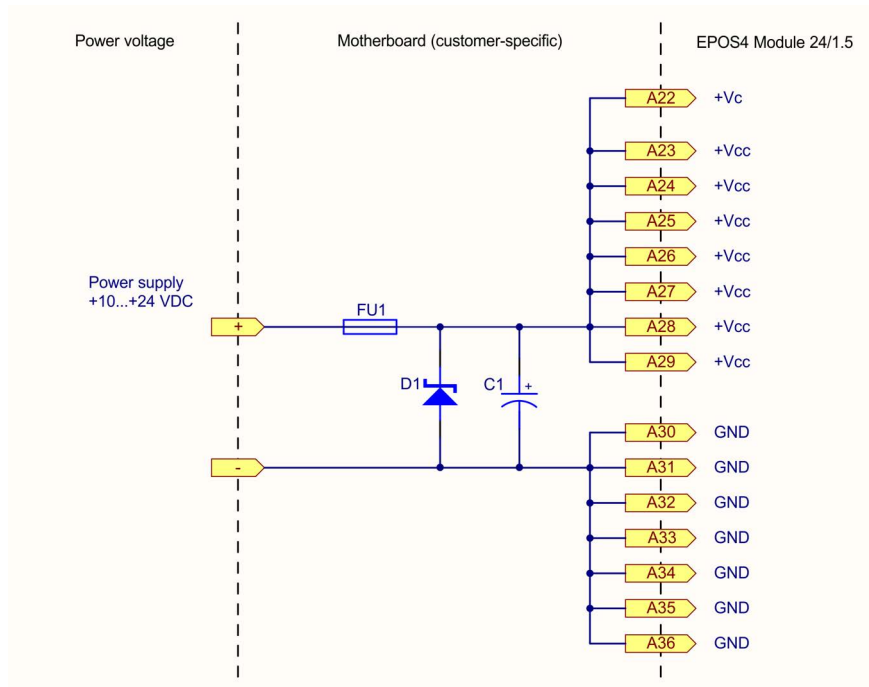 Power voltage
Motherboard (customer-specific)
EPOS4 Module 24/1.5
A22 +Vc
A23 +Vcc
A24 +Vcc
A25 +Vcc
A26 +Vcc
A27 +Vcc
Power supply
+10...+24 VDC
+
FU1
A28 +Vcc
A29 +Vcc
D1
C1 +
A30 GND
-
A31 GND
A32 GND
A33 GND
A34 GND
A35 GND
A36 GND